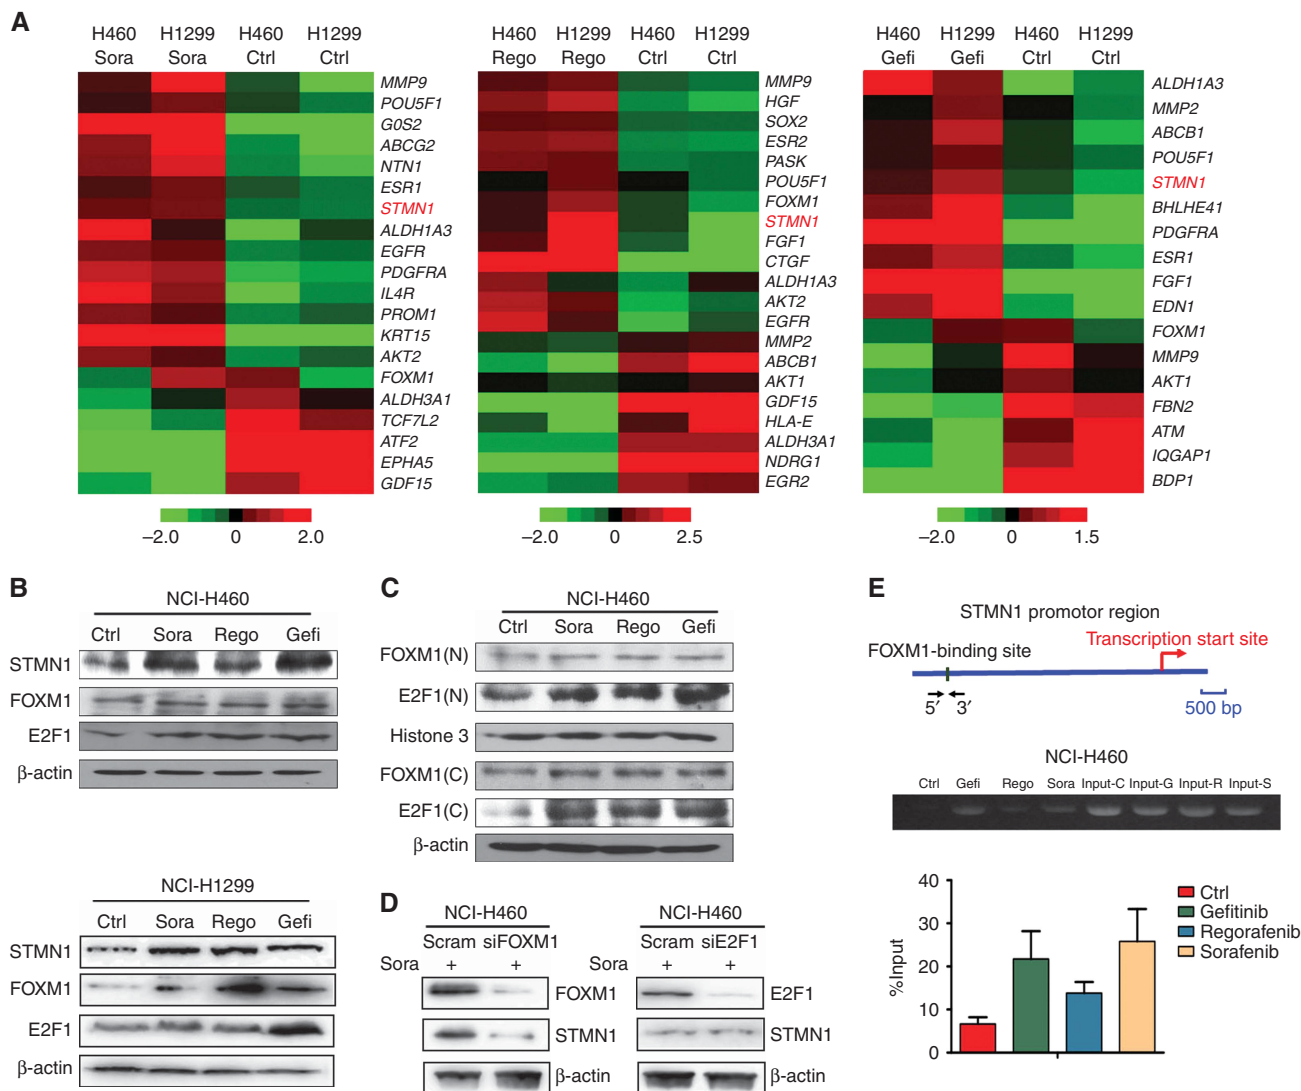 A
H460 H1299 H460 H1299
Sora Sora Ctrl Ctrl
MMP9
POU5F1
G0S2
ABCG2
NTN1
ESR1
STMN1
ALDH1A3
EGFR
PDGFRA
IL4R
PROM1
KRT15
AKT2
FOXM1
ALDH3A1
TCF7L2
ATF2
EPHA5
GDF15
−2.0 0 2.0
H460 H1299 H460 H1299
Rego Rego Ctrl Ctrl
MMP9
HGF
SOX2
ESR2
PASK
POU5F1
FOXM1
STMN1
FGF1
CTGF
ALDH1A3
AKT2
EGFR
MMP2
ABCB1
AKT1
GDF15
HLA-E
ALDH3A1
NDRG1
EGR2
−2.0 0 2.5
H460 H1299 H460 H1299
Gefi Gefi Ctrl Ctrl
ALDH1A3
MMP2
ABCB1
POU5F1
STMN1
BHLHE41
PDGFRA
ESR1
FGF1
EDN1
FOXM1
MMP9
AKT1
FBN2
ATM
IQGAP1
BDP1
−2.0 0 1.5
B
NCI-H460
Ctrl Sora Rego Gefi
STMN1
FOXM1
E2F1
β-actin
NCI-H1299
Ctrl Sora Rego Gefi
STMN1
FOXM1
E2F1
β-actin
C
NCI-H460
Ctrl Sora Rego Gefi
FOXM1(N)
E2F1(N)
Histone 3
FOXM1(C)
E2F1(C)
β-actin
D
NCI-H460
Scram siFOXM1
Sora + +
FOXM1
STMN1
β-actin
NCI-H460
Scram siE2F1
Sora + +
E2F1
STMN1
β-actin
E
STMN1 promotor region
Transcription start site
FOXM1-binding site
5′ 3′
500 bp
NCI-H460
Ctrl Gefi Rego Sora Input-C Input-G Input-R Input-S
%Input
40
30
20
10
0
Ctrl
Gefitinib
Regorafenib
Sorafenib